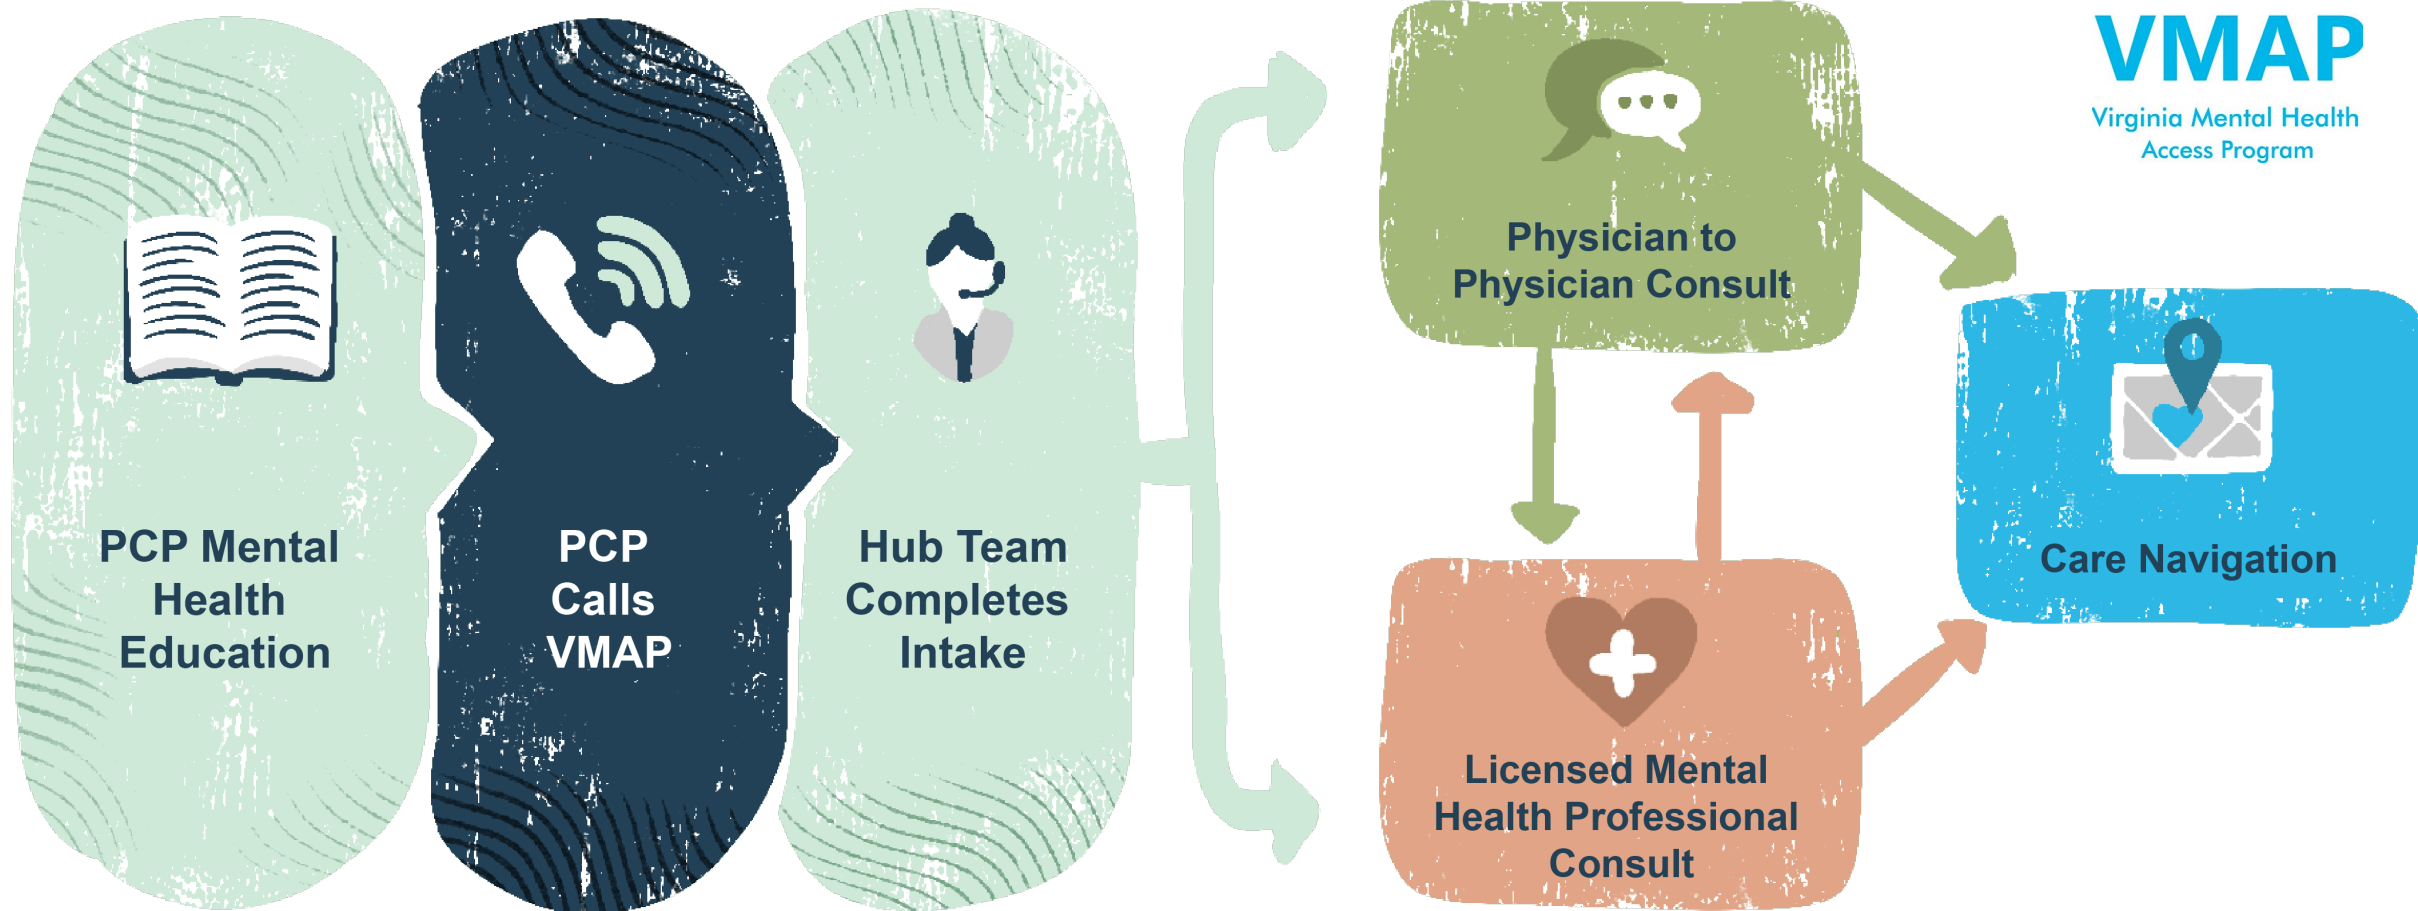 PCP Mental
Health
Education
PCP
Calls
VMAP
Hub Team
Completes
Intake
Physician to
Physician Consult
Licensed Mental
Health Professional
Consult
Care Navigation
VMAP
Virginia Mental Health
Access Program